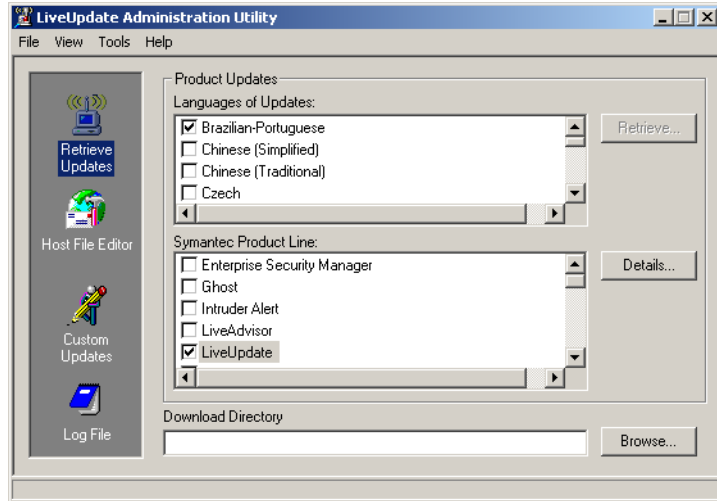 LiveUpdate Administration Utility
File View Tools Help
Retrieve
Updates
Host File Editor
Custom
Updates
Log File
Product Updates
Languages of Updates:
Brazilian-Portuguese
Chinese (Simplified)
Chinese (Traditional)
Czech
Retrieve...
Symantec Product Line:
Enterprise Security Manager
Ghost
Intruder Alert
LiveAdvisor
LiveUpdate
Details...
Download Directory
Browse...